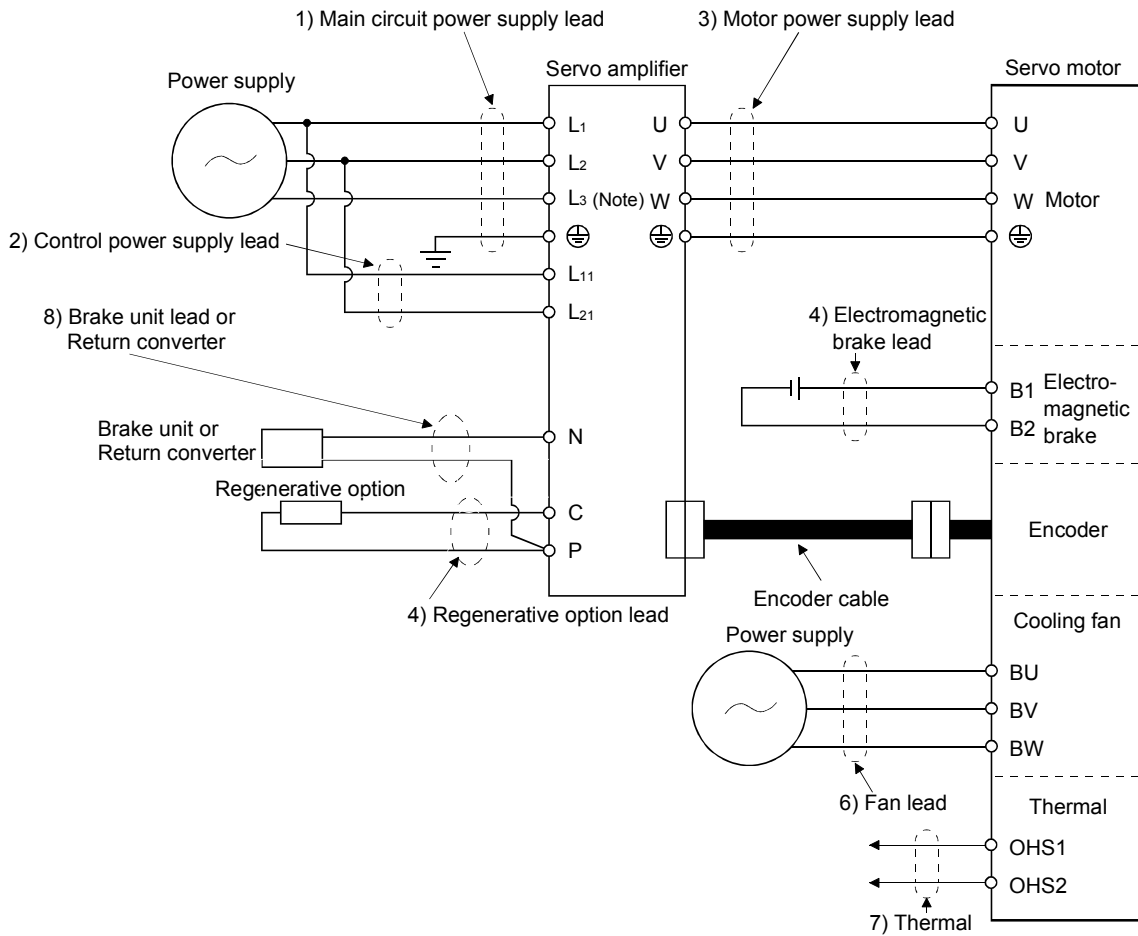 1) Main circuit power supply lead
3) Motor power supply lead
Power supply
Servo amplifier
Servo motor
L1
U
U
L2
V
V
L3 (Note) W
W Motor
2) Control power supply lead
L11
L21
8) Brake unit lead or
Return converter
4) Electromagnetic
brake lead
B1
B2
Electro-
magnetic
brake
Brake unit or
Return converter
N
Regenerative option
C
P
4) Regenerative option lead
Encoder
Encoder cable
Cooling fan
Power supply
BU
BV
BW
6) Fan lead
Thermal
OHS1
OHS2
7) Thermal